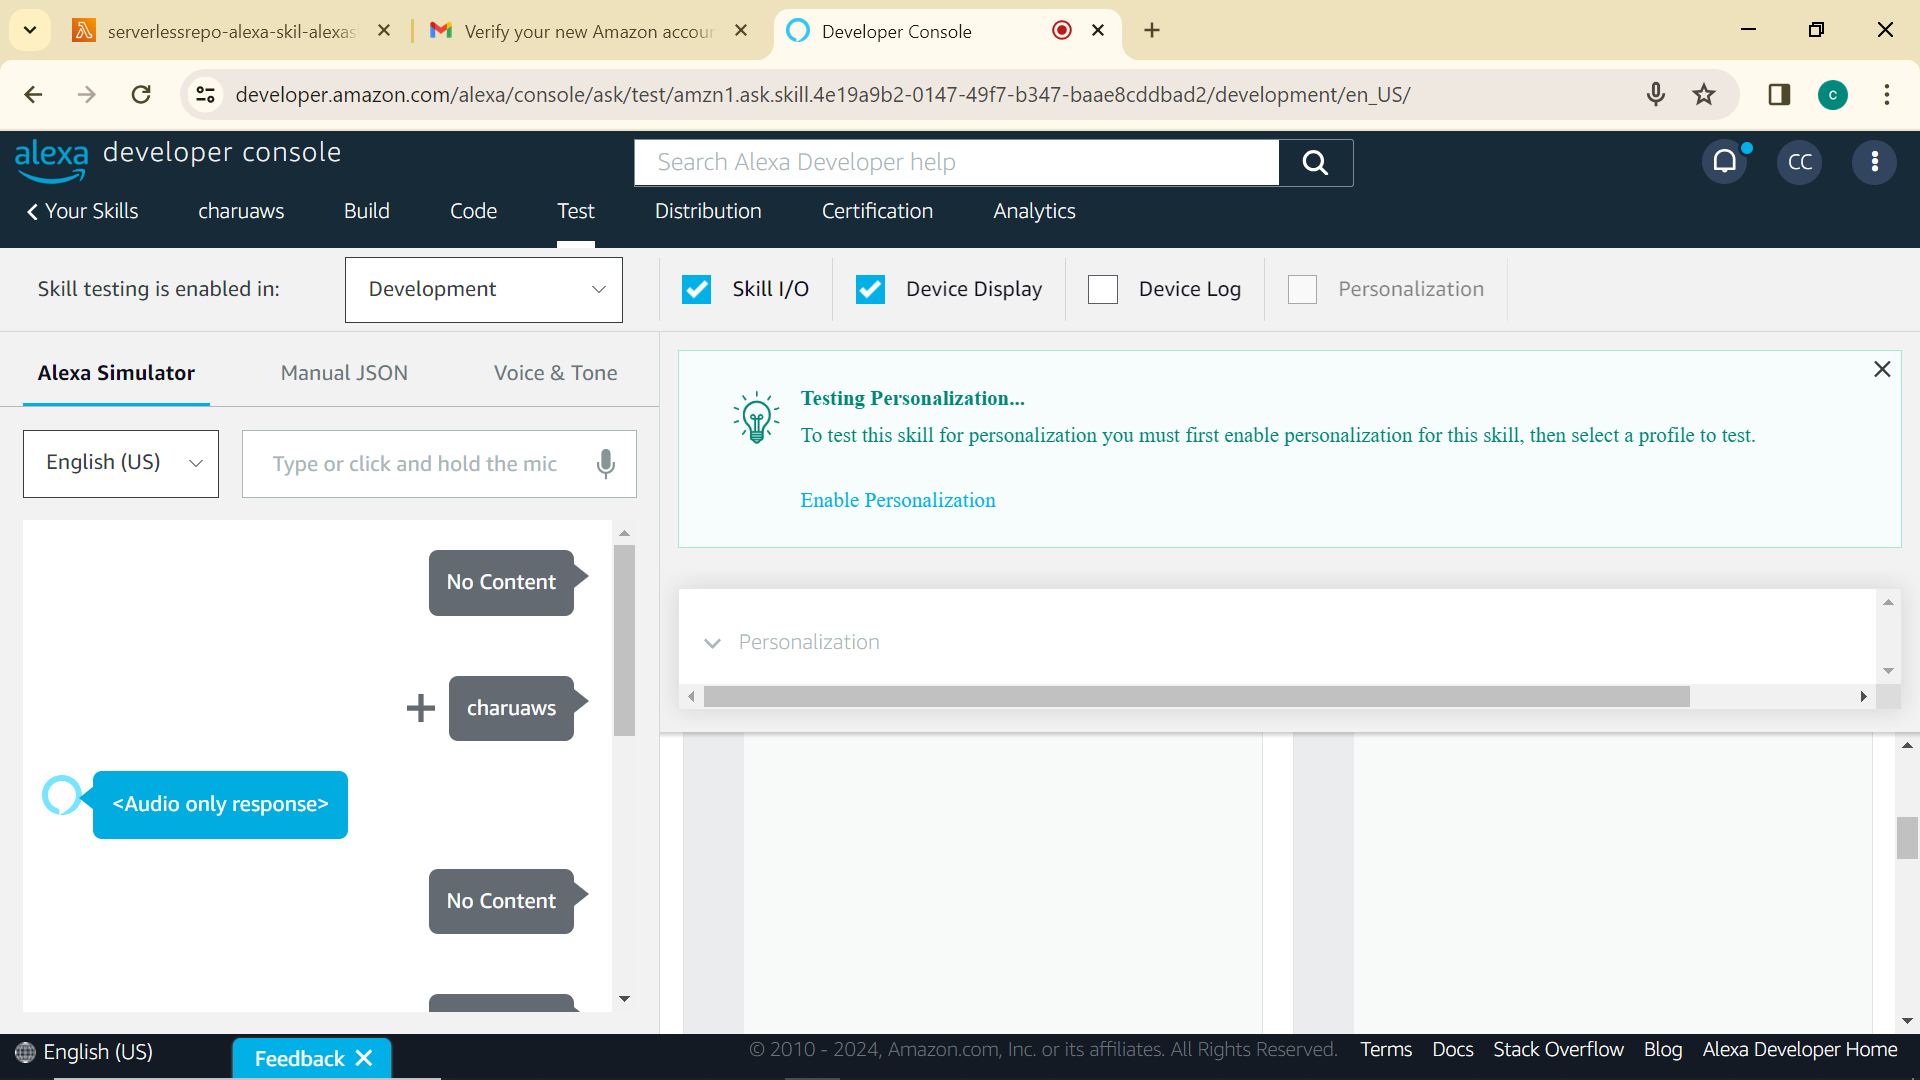 serverlessrepo-alexa-skil-alexas
Verify your new Amazon accour
Developer Console
developer.amazon.com/alexa/console/ask/test/amzn1.ask.skill.4e19a9b2-0147-49f7-b347-baae8cddbad2/development/en_US/
c
alexa developer console
Search Alexa Developer help
CC
Your Skills
charuaws
Build
Code
Test
Distribution
Certification
Analytics
Skill testing is enabled in:
Development
Skill I/O
Device Display
Device Log
Personalization
Alexa Simulator
Manual JSON
Voice & Tone
Testing Personalization...
To test this skill for personalization you must first enable personalization for this skill, then select a profile to test.
Enable Personalization
English (US)
Type or click and hold the mic
No Content
charuaws
<Audio only response>
No Content
Personalization
English (US)
Feedback
© 2010 - 2024, Amazon.com, Inc. or its affiliates. All Rights Reserved.
Terms
Docs
Stack Overflow
Blog
Alexa Developer Home